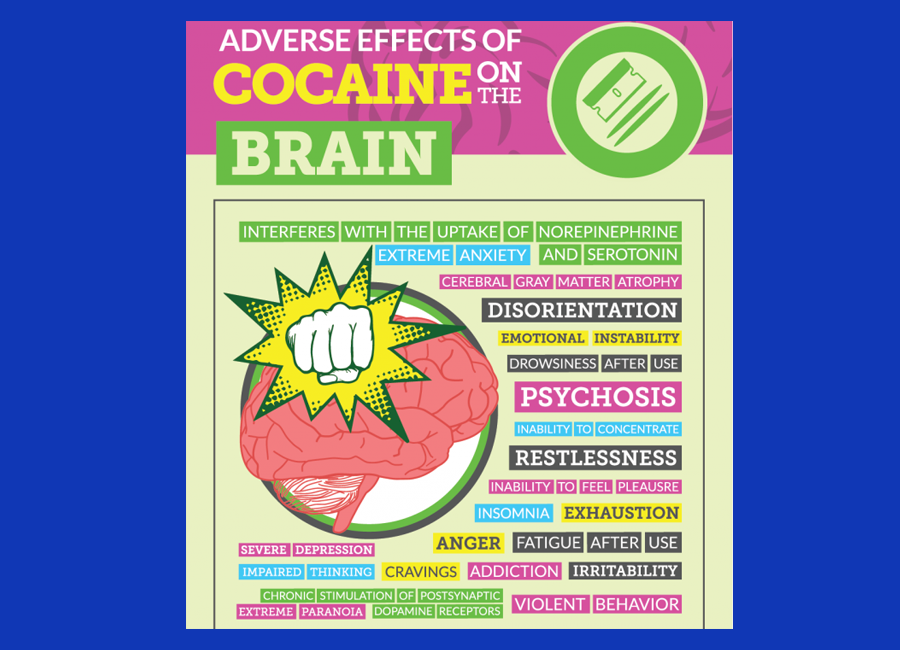 ADVERSE EFFECTS OF
COCAINE ON THE
BRAIN
INTERFERES WITH THE UPTAKE OF NOREPINEPHRINE
EXTREME ANXIETY AND SEROTONIN
CEREBRAL GRAY MATTER ATROPHY
DISORIENTATION
EMOTIONAL INSTABILITY
DROWSINESS AFTER USE
PSYCHOSIS
INABILITY TO CONCENTRATE
RESTLESSNESS
INABILITY TO FEEL PLEAUSRE
INSOMNIA EXHAUSTION
ANGER FATIGUE AFTER USE
SEVERE DEPRESSION
IMPAIRED THINKING CRAVINGS ADDICTION IRRITABILITY
CHRONIC STIMULATION OF POSTSYNAPTIC
EXTREME PARANOIA DOPAMINE RECEPTORS VIOLENT BEHAVIOR